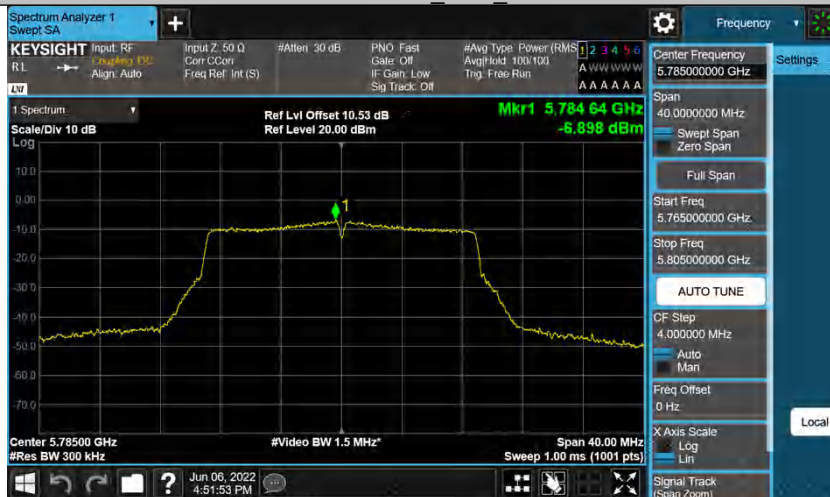 Spectrum Analyzer 1
Swept SA
+
Frequency
KEYSIGHT
RL
LXI
Input: RF
Coupling: DC
Align: Auto
Input Z: 50 Ω
Corr CCorr
Freq Ref: Int (S)
#Atten: 30 dB
PNO: Fast
Gate: Off
IF Gain: Low
Sig Track: Off
#Avg Type: Power (RMS
Avg|Hold: 100/100
Trig: Free Run
1 2 3 4 5 6
A W W W W W
A A A A A A
1 Spectrum
Scale/Div 10 dB
Log
Ref Lvl Offset 10.53 dB
Ref Level 20.00 dBm
Mkr1 5.784 64 GHz
-6.898 dBm
10.0
0.00
-10.0
-20.0
-30.0
-40.0
-50.0
-60.0
-70.0
1
Center 5.78500 GHz
#Res BW 300 kHz
#Video BW 1.5 MHz*
Span 40.00 MHz
Sweep 1.00 ms (1001 pts)
Center Frequency
5.785000000 GHz
Settings
Span
40.0000000 MHz
Swept Span
Zero Span
Full Span
Start Freq
5.765000000 GHz
Stop Freq
5.805000000 GHz
AUTO TUNE
CF Step
4.000000 MHz
Auto
Man
Freq Offset
0 Hz
X Axis Scale
Log
Lin
Signal Track
(Span Zoom)
Local
?
Jun 06, 2022
4:51:53 PM